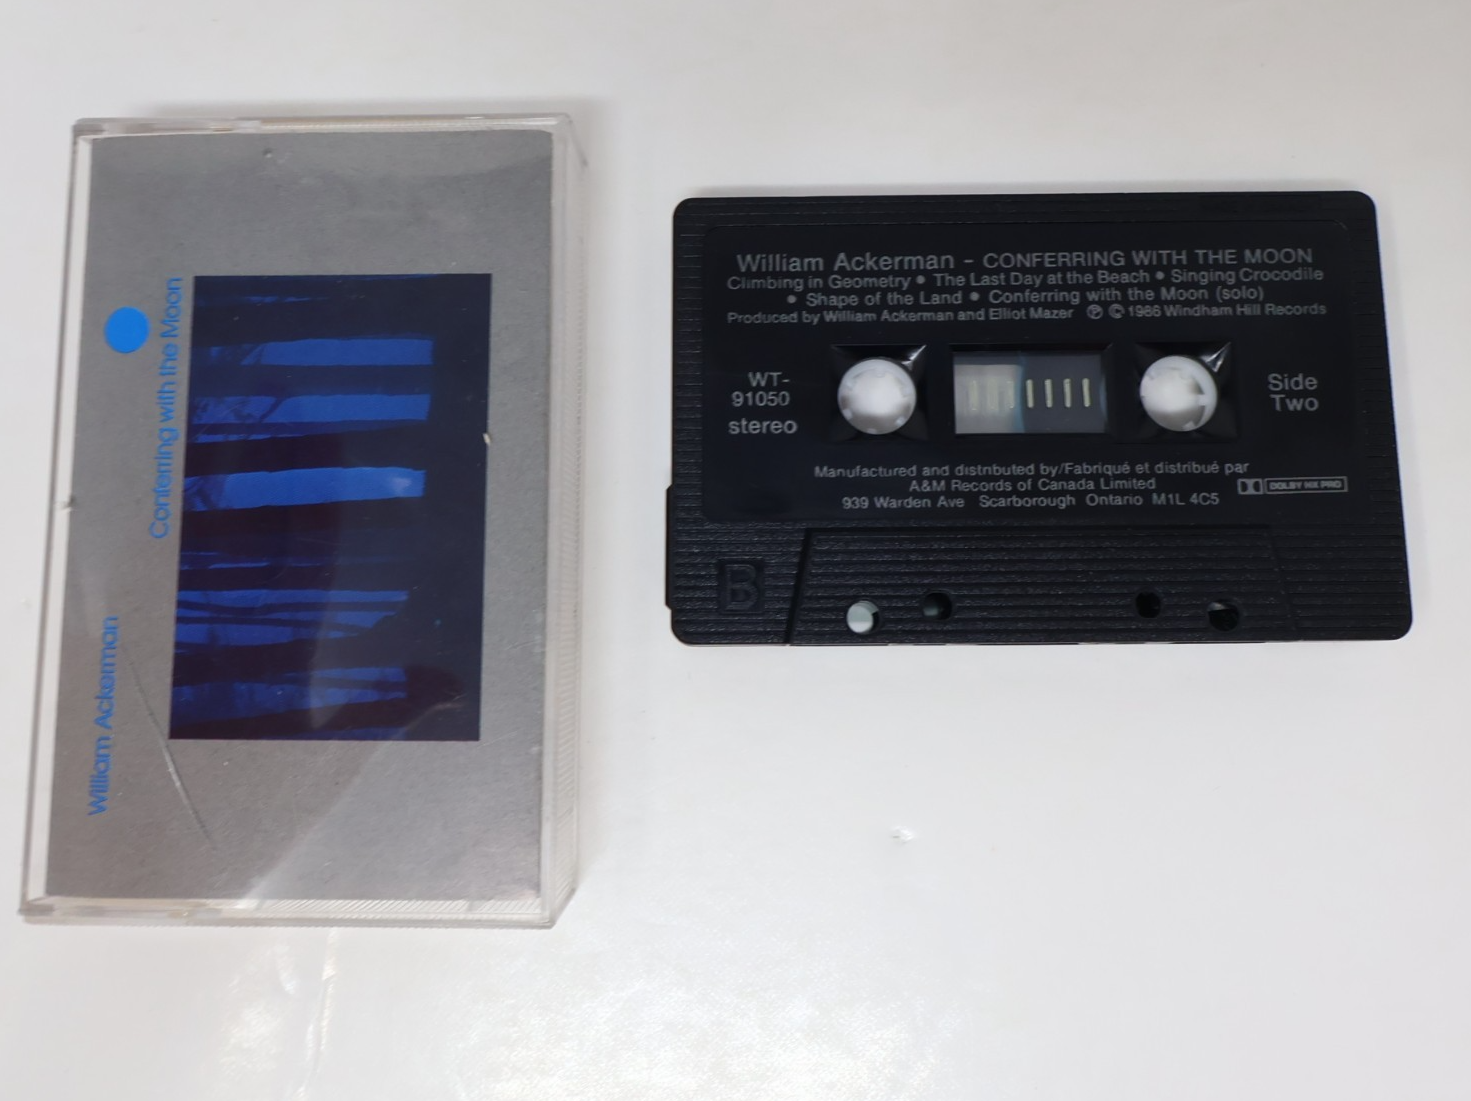 Conferring with the Moon
William Ackerman
William Ackerman - CONFERRING WITH THE MOON
Climbing in Geometry • The Last Day at the Beach • Singing Crocodile
• Shape of the Land • Conferring with the Moon (solo)
Produced by William Ackerman and Elliot Mazer ℗ © 1986 Windham Hill Records
WT-
91050
stereo
Side
Two
Manufactured and distributed by/Fabriqué et distribué par
A&M Records of Canada Limited
939 Warden Ave Scarborough Ontario M1L 4C5
DOLBY HX PRO
B